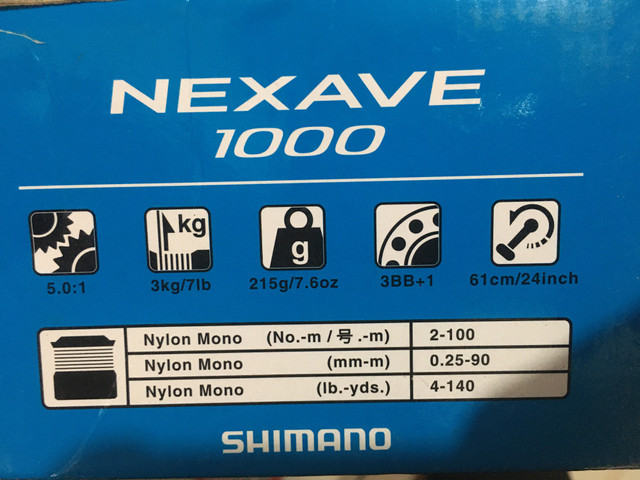 NEXAVE
1000
kg
g
5.0:1 3kg/7lb 215g/7.6oz 3BB+1 61cm/24inch
Nylon Mono (No.-m / 号.-m) 2-100
Nylon Mono (mm-m) 0.25-90
Nylon Mono (lb.-yds.) 4-140
SHIMANO